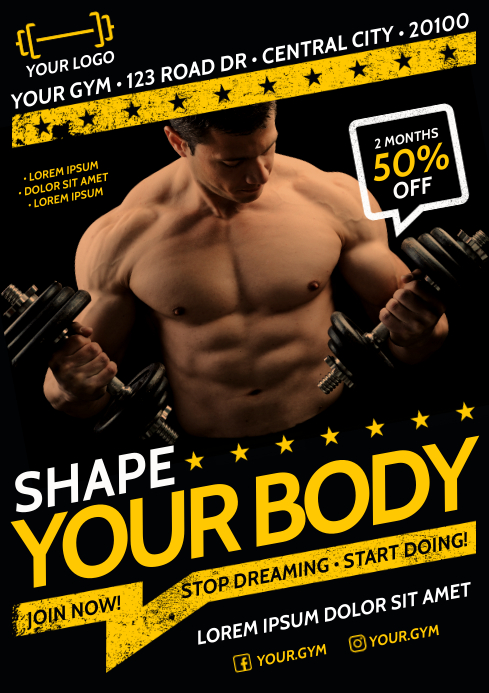 YOUR LOGO
YOUR GYM • 123 ROAD DR • CENTRAL CITY • 20100
• LOREM IPSUM
• DOLOR SIT AMET
• LOREM IPSUM
2 MONTHS
50%
OFF
SHAPE
YOUR BODY
JOIN NOW!
STOP DREAMING • START DOING!
LOREM IPSUM DOLOR SIT AMET
YOUR.GYM
YOUR.GYM